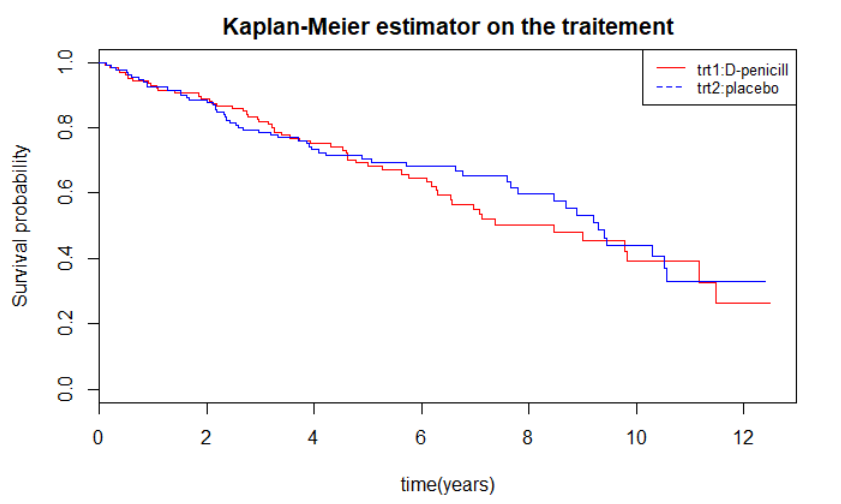 Kaplan-Meier estimator on the traitement
trt1:D-penicill
trt2:placebo
Survival probability
1.0
0.8
0.6
0.4
0.2
0.0
0 2 4 6 8 10 12
time(years)